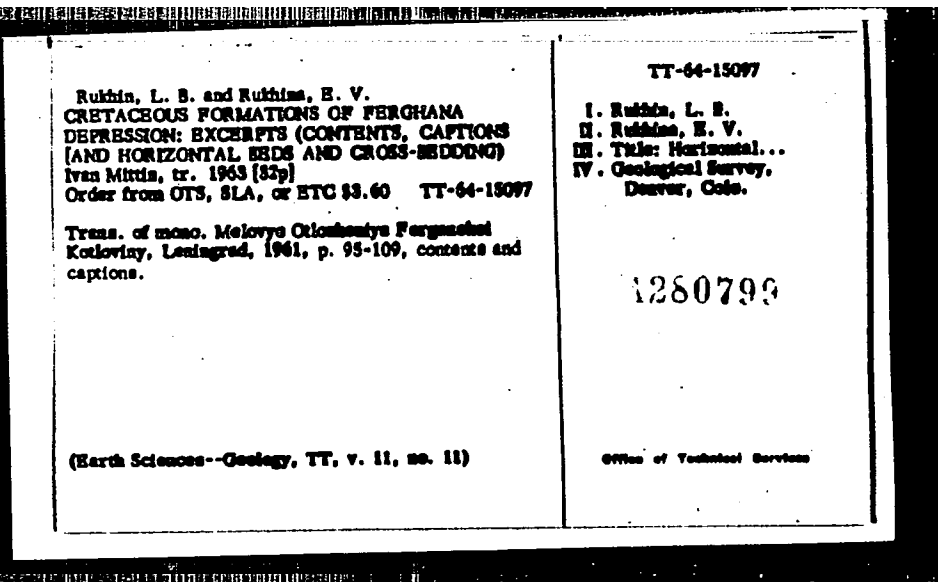 Rukhin, L. B. and Rukhina, E. V.
CRETACEOUS FORMATIONS OF FERGHANA
DEPRESSION: EXCERPTS (CONTENTS, CAPTIONS
[AND HORIZONTAL BEDS AND CROSS-BEDDING)
Ivan Mittin, tr. 1963 [32p]
Order from OTS, SLA, or ETC $3.60 TT-64-15097
Trans. of mono. Melovye Otlozheniya Ferganskoi
Kotloviny, Leningrad, 1961, p. 95-109, contents and
captions.
(Earth Sciences--Geology, TT, v. 11, no. 11)
TT-64-15097
I. Rukhin, L. B.
II. Rukhina, E. V.
III. Title: Horizontal...
IV. Geological Survey,
Denver, Colo.
1280799
Office of Technical Services